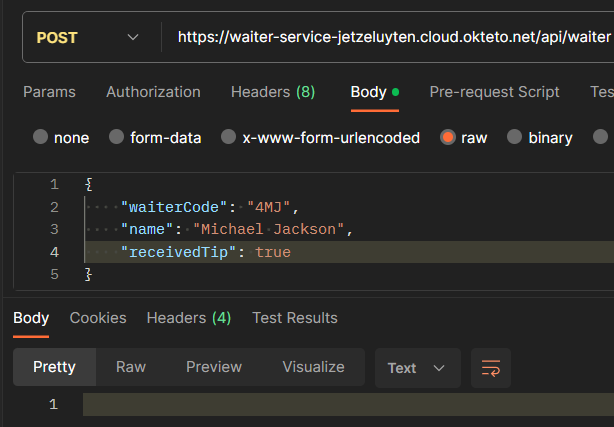 POST https://waiter-service-jetzeluyten.cloud.okteto.net/api/waiter
Params Authorization Headers (8) Body Pre-request Script Tes
none form-data x-www-form-urlencoded raw binary
1 {
2 "waiterCode": "4MJ",
3 "name": "Michael Jackson",
4 "receivedTip": true
5 }
Body Cookies Headers (4) Test Results
Pretty Raw Preview Visualize Text
1